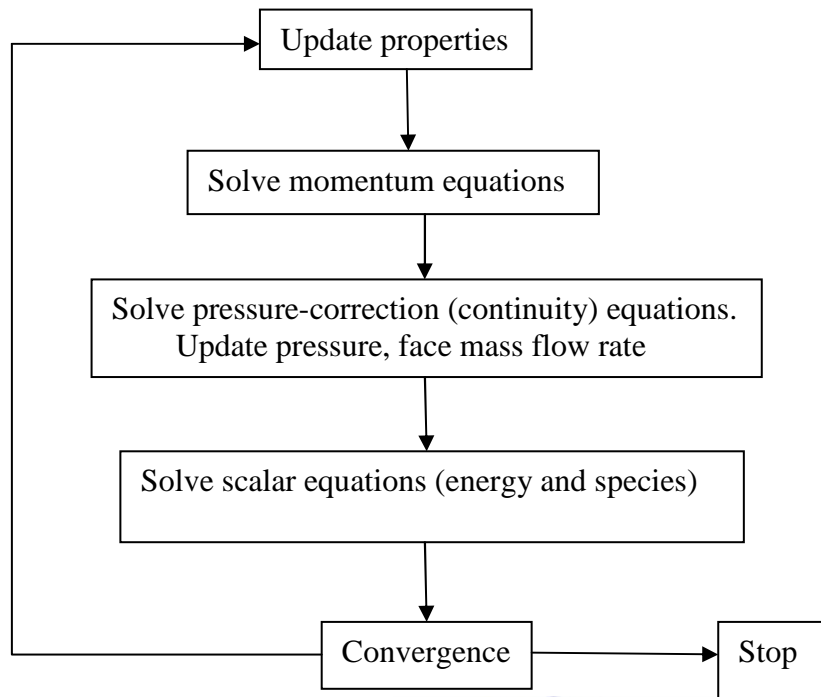 Update properties
Solve momentum equations
Solve pressure-correction (continuity) equations.
Update pressure, face mass flow rate
Solve scalar equations (energy and species)
Convergence
Stop